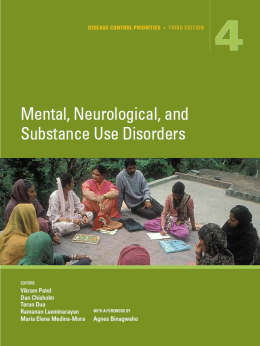 DISEASE CONTROL PRIORITIES • THIRD EDITION
4
Mental, Neurological, and
Substance Use Disorders
EDITORS
Vikram Patel
Dan Chisholm
Tarun Dua
Ramanan Laxminarayan
Maria Elena Medina-Mora
WITH A FOREWORD BY
Agnes Binagwaho